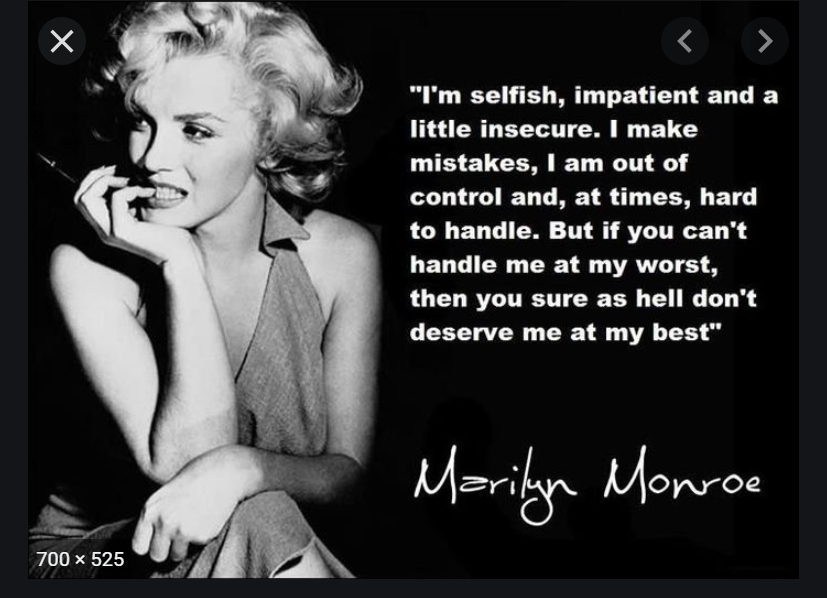 "I'm selfish, impatient and a
little insecure. I make
mistakes, I am out of
control and, at times, hard
to handle. But if you can't
handle me at my worst,
then you sure as hell don't
deserve me at my best"
Marilyn Monroe
700 × 525